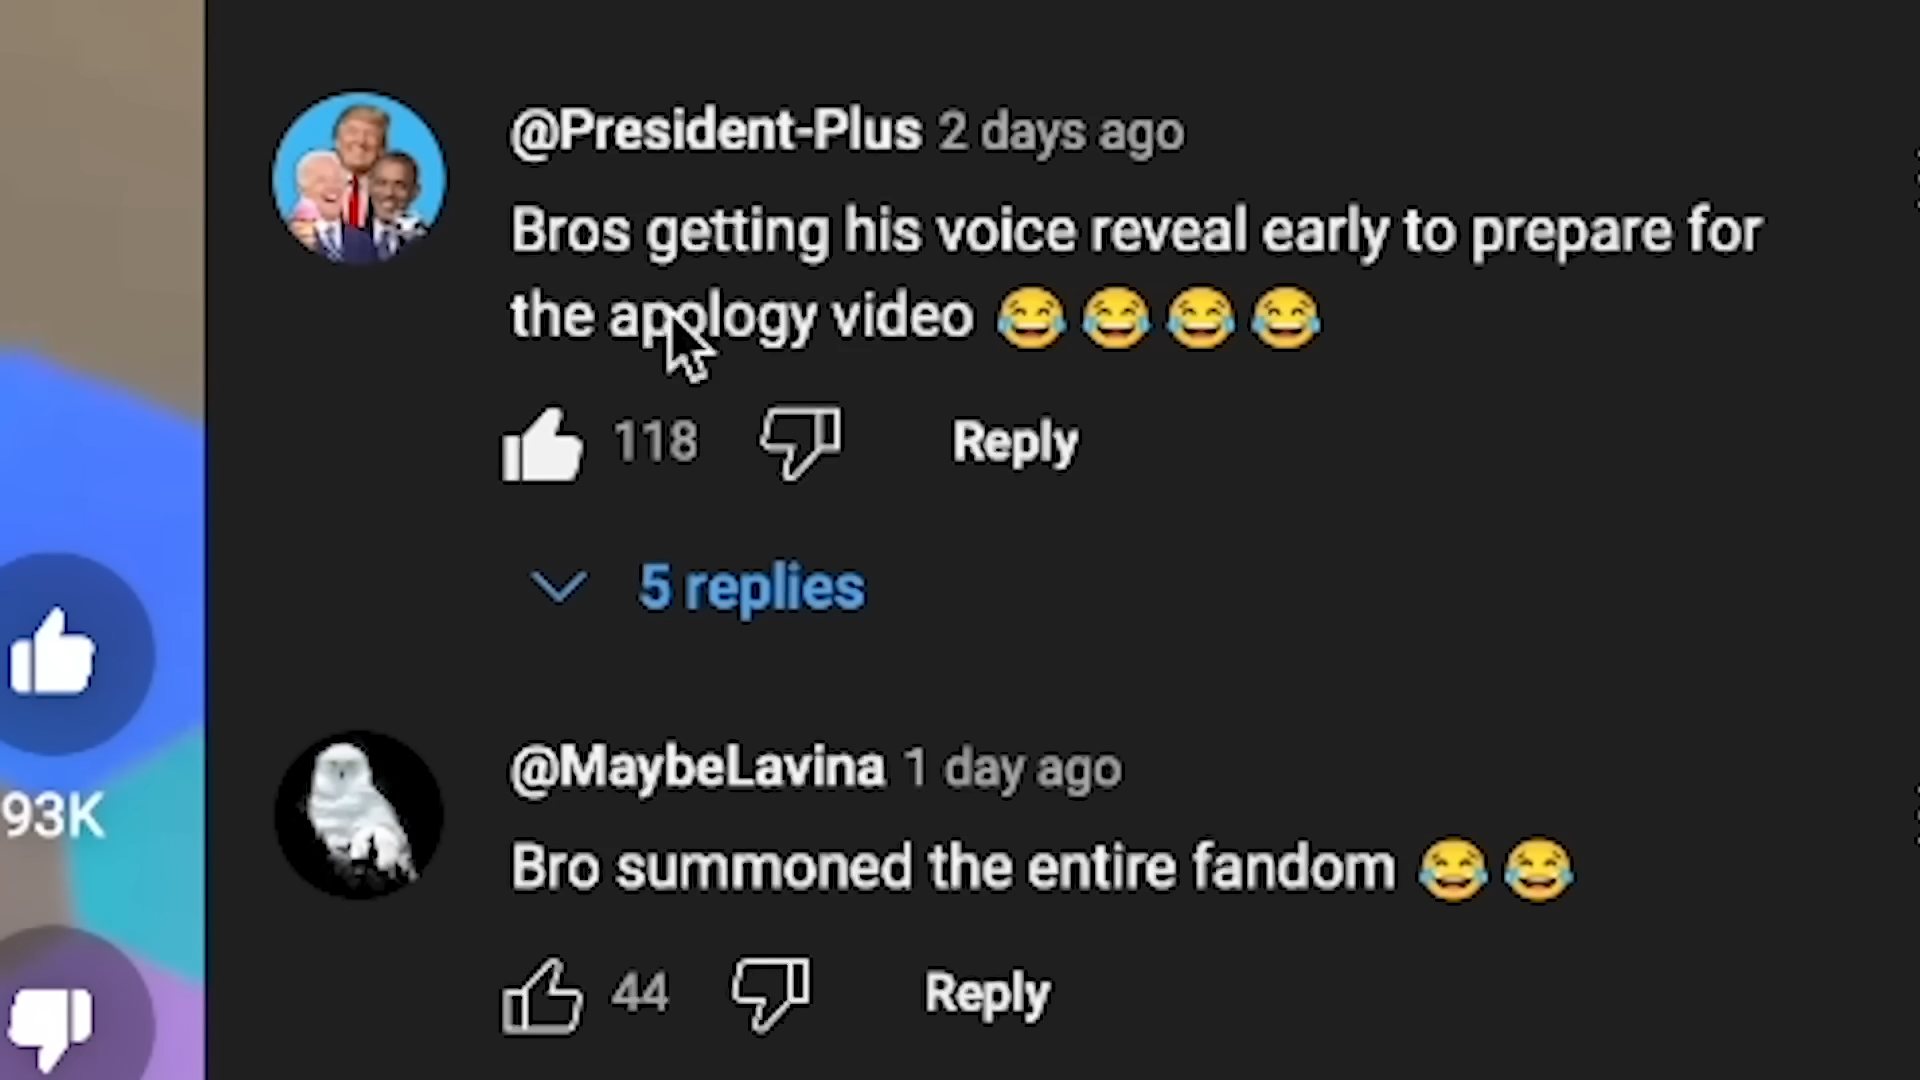 @President-Plus 2 days ago
Bros getting his voice reveal early to prepare for
the apology video 😂😂😂😂
118 Reply
5 replies
93K
@MaybeLavina 1 day ago
Bro summoned the entire fandom 😂😂
44 Reply